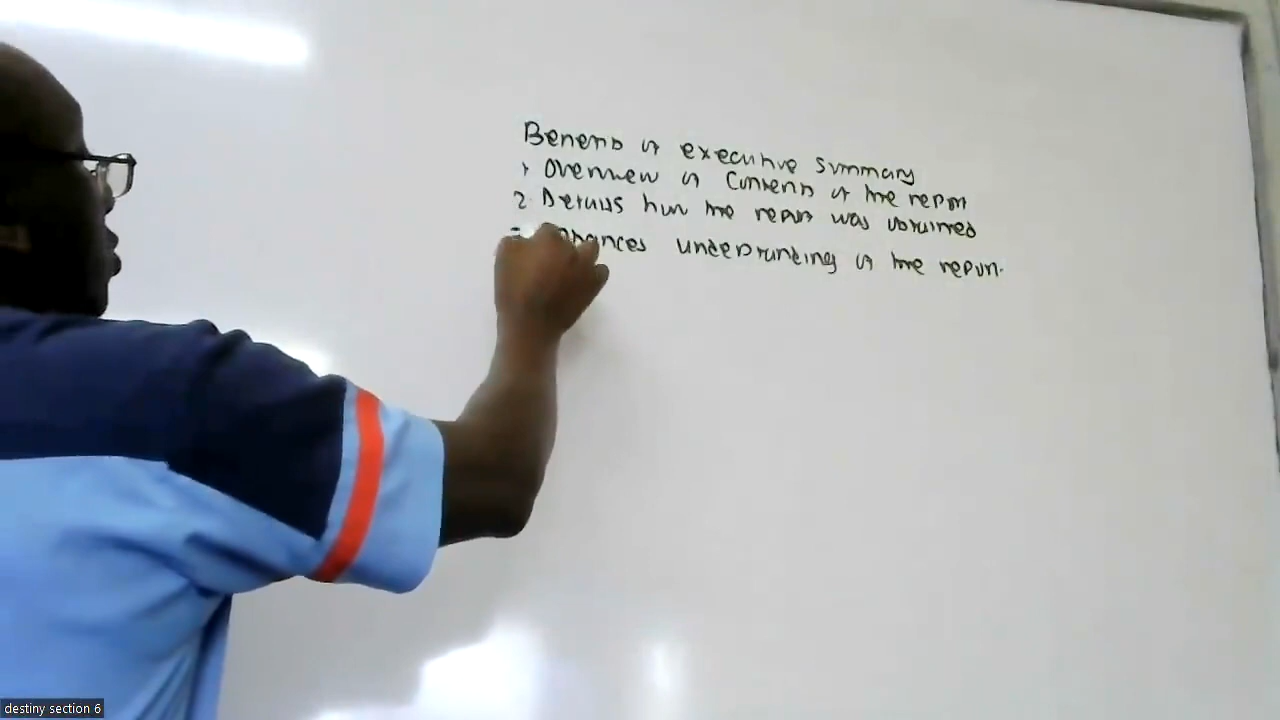 Benefits of executive summary
1 Overview of Contents of the report
2. Details how the report was obtained
understanding of the report.
destiny section 6